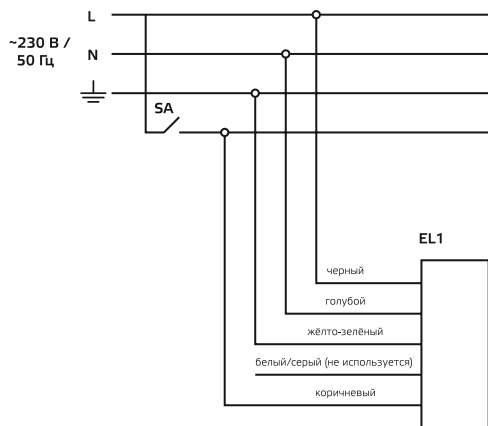 L
~230 В /
50 Гц
N
SA
EL1
черный
голубой
жёлто-зелёный
белый/серый (не используется)
коричневый